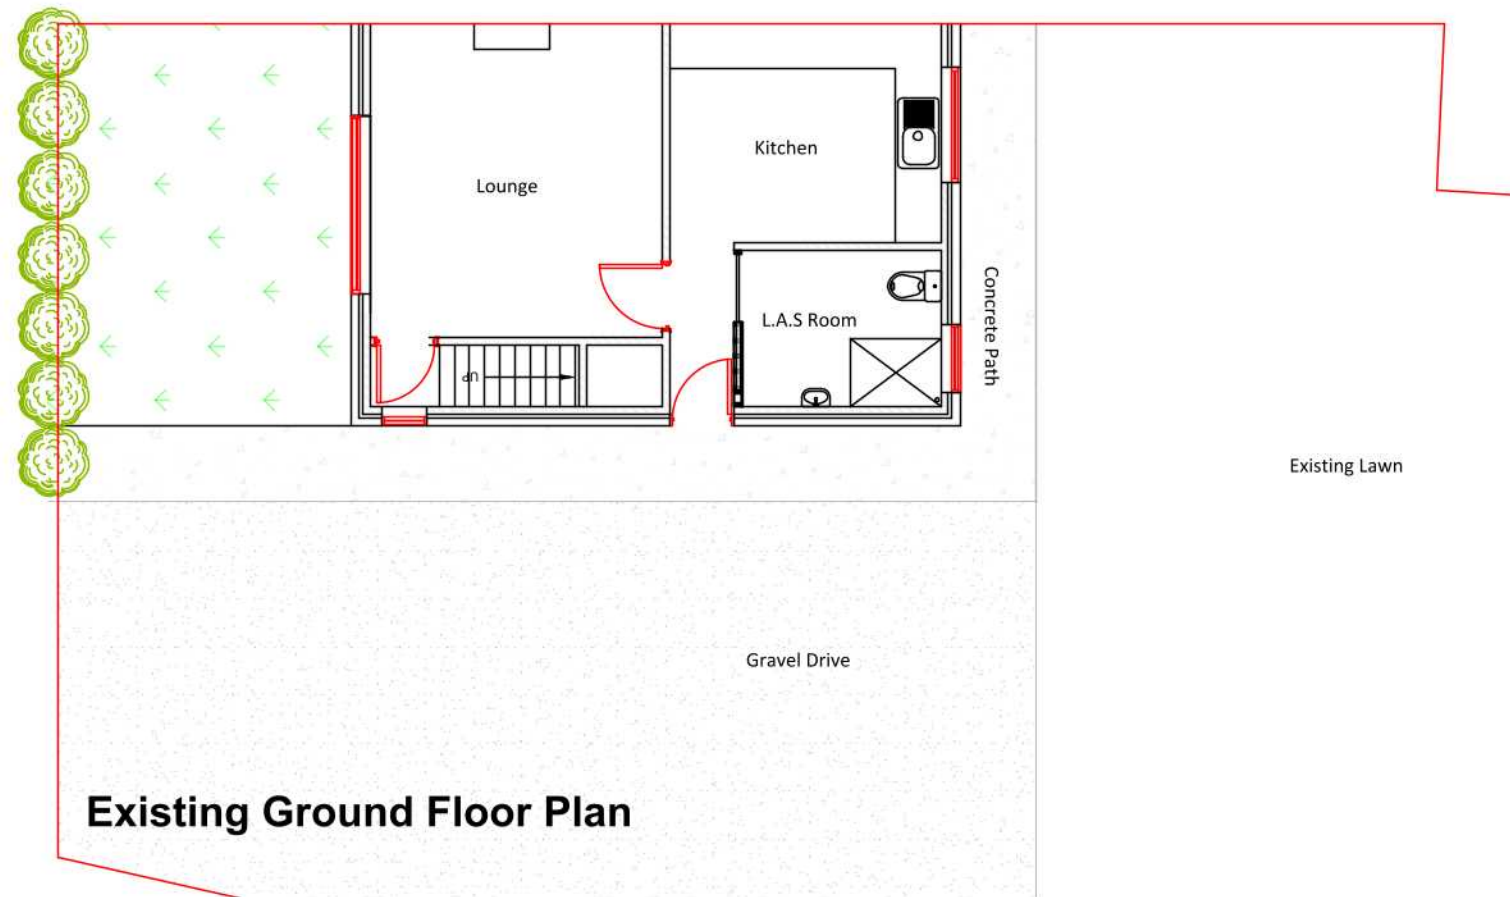 Kitchen
Lounge
L.A.S Room
Concrete Path
UP
Existing Lawn
Gravel Drive
Existing Ground Floor Plan